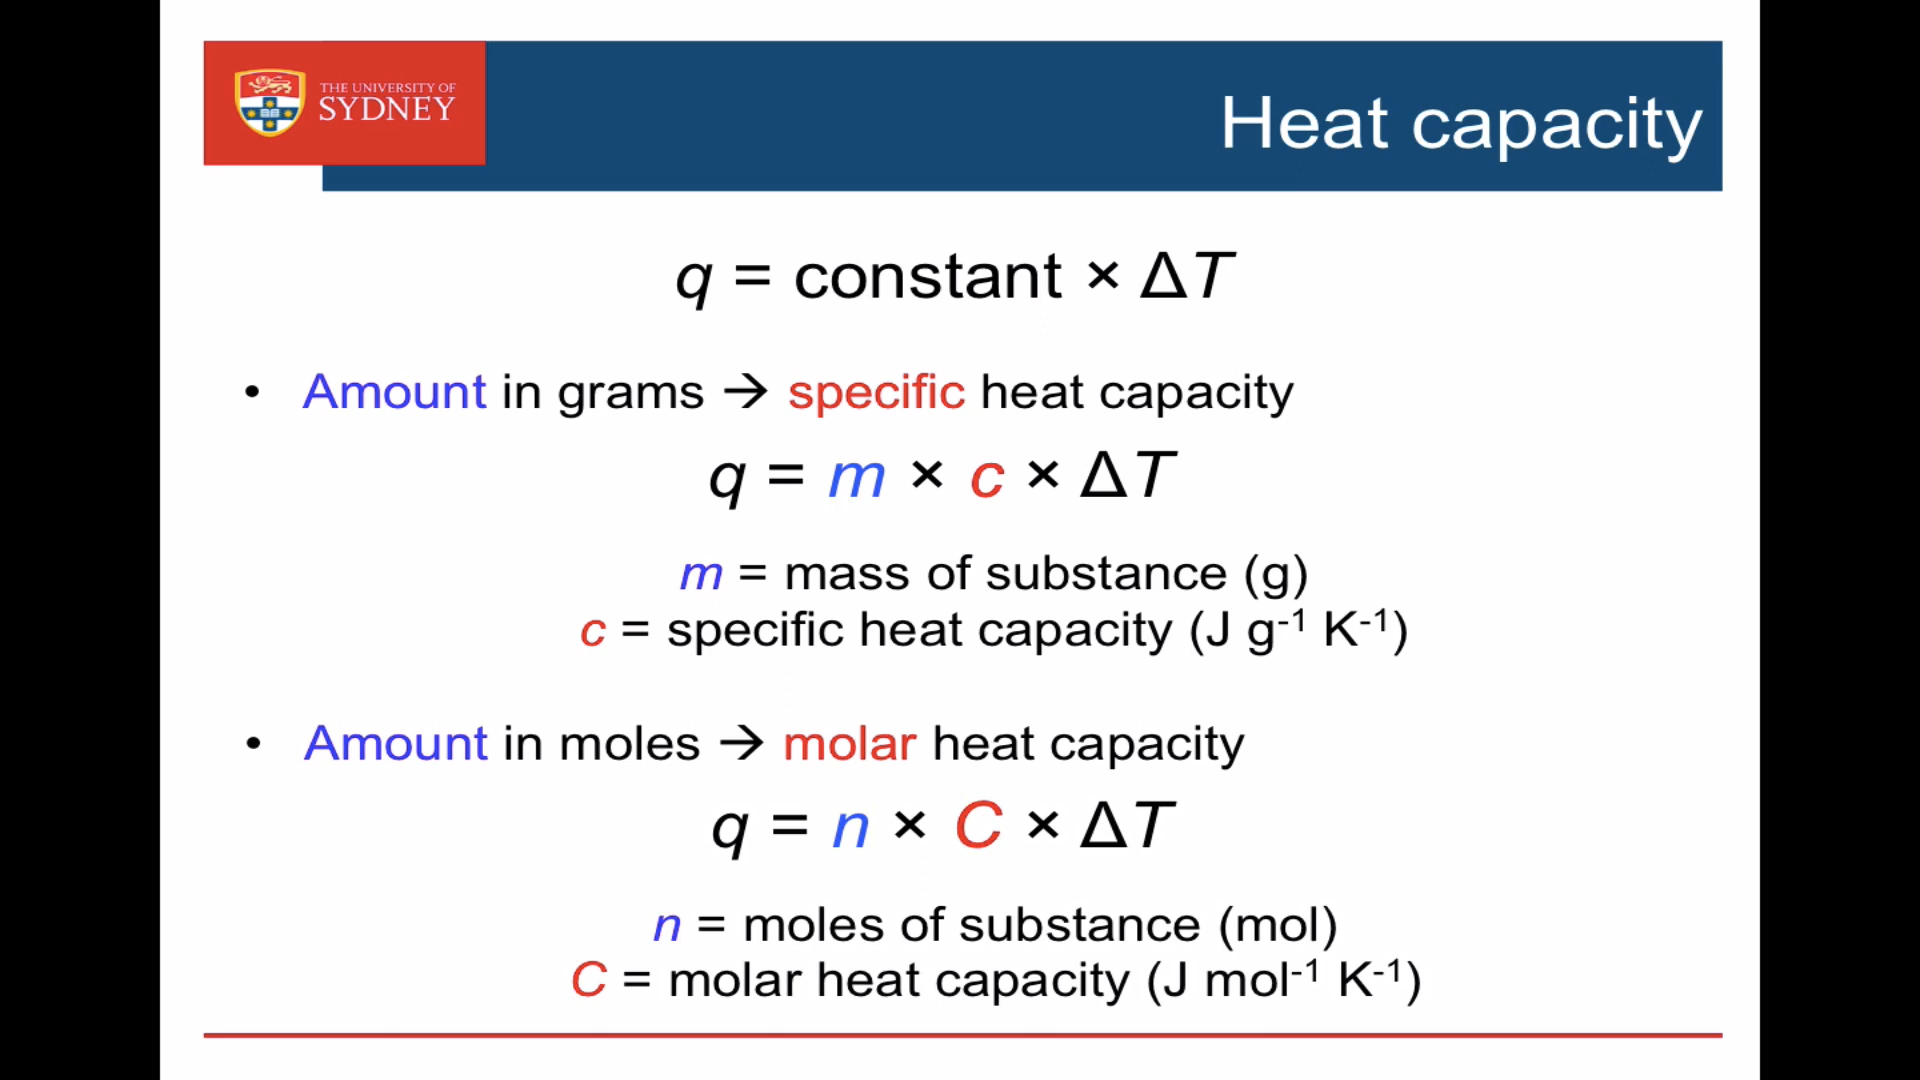 THE UNIVERSITY OF
SYDNEY
Heat capacity
q = constant × ΔT
• Amount in grams → specific heat capacity
q = m × c × ΔT
m = mass of substance (g)
c = specific heat capacity (J g⁻¹ K⁻¹)
• Amount in moles → molar heat capacity
q = n × C × ΔT
n = moles of substance (mol)
C = molar heat capacity (J mol⁻¹ K⁻¹)